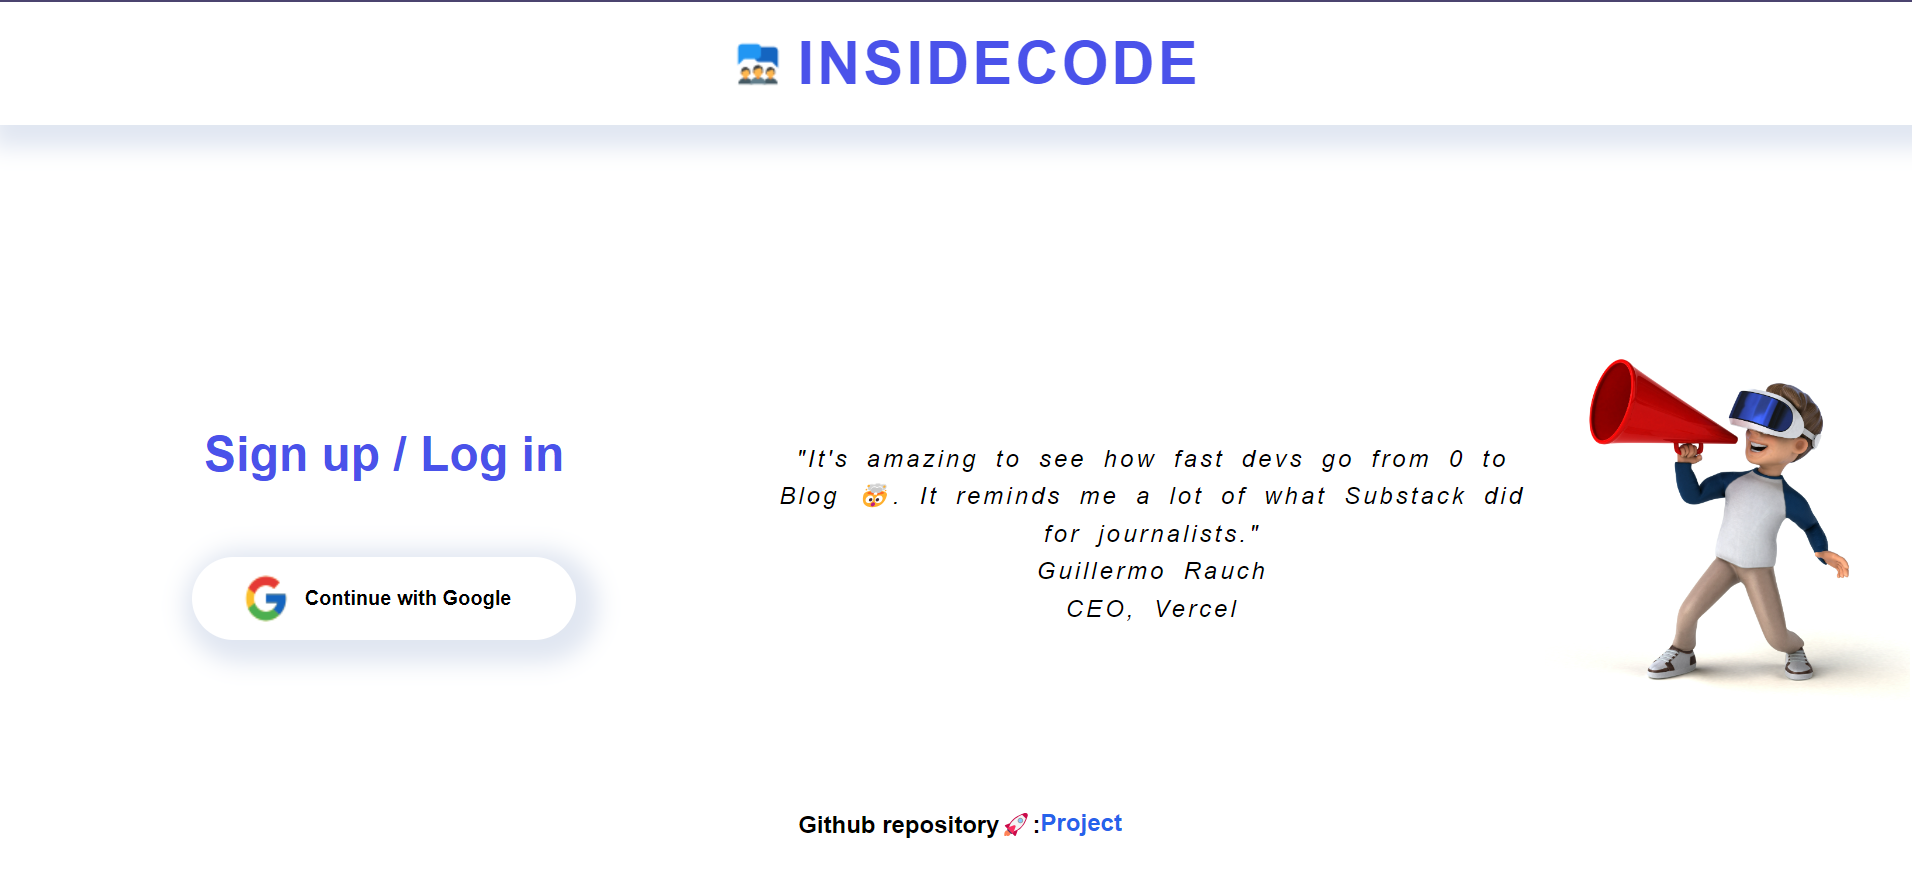 INSIDECODE
Sign up / Log in
Continue with Google
"It's amazing to see how fast devs go from 0 to
Blog 🤯. It reminds me a lot of what Substack did
for journalists."
Guillermo Rauch
CEO, Vercel
Github repository🚀:Project